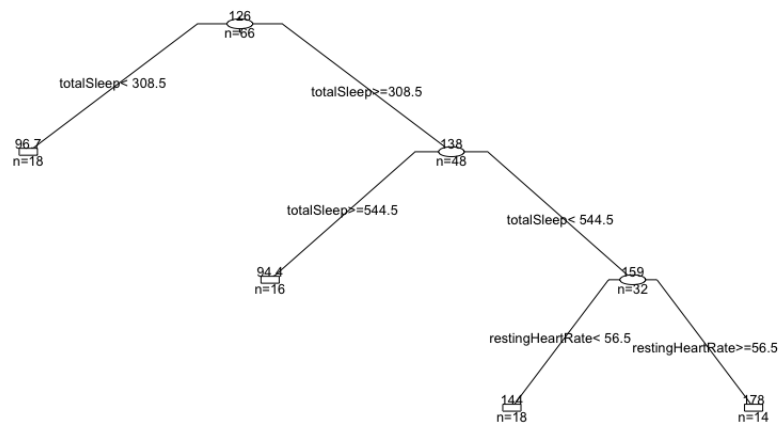 126
n=66
totalSleep< 308.5
totalSleep>=308.5
96.7
n=18
138
n=48
totalSleep>=544.5
totalSleep< 544.5
94.4
n=16
159
n=32
restingHeartRate< 56.5
restingHeartRate>=56.5
144
n=18
178
n=14